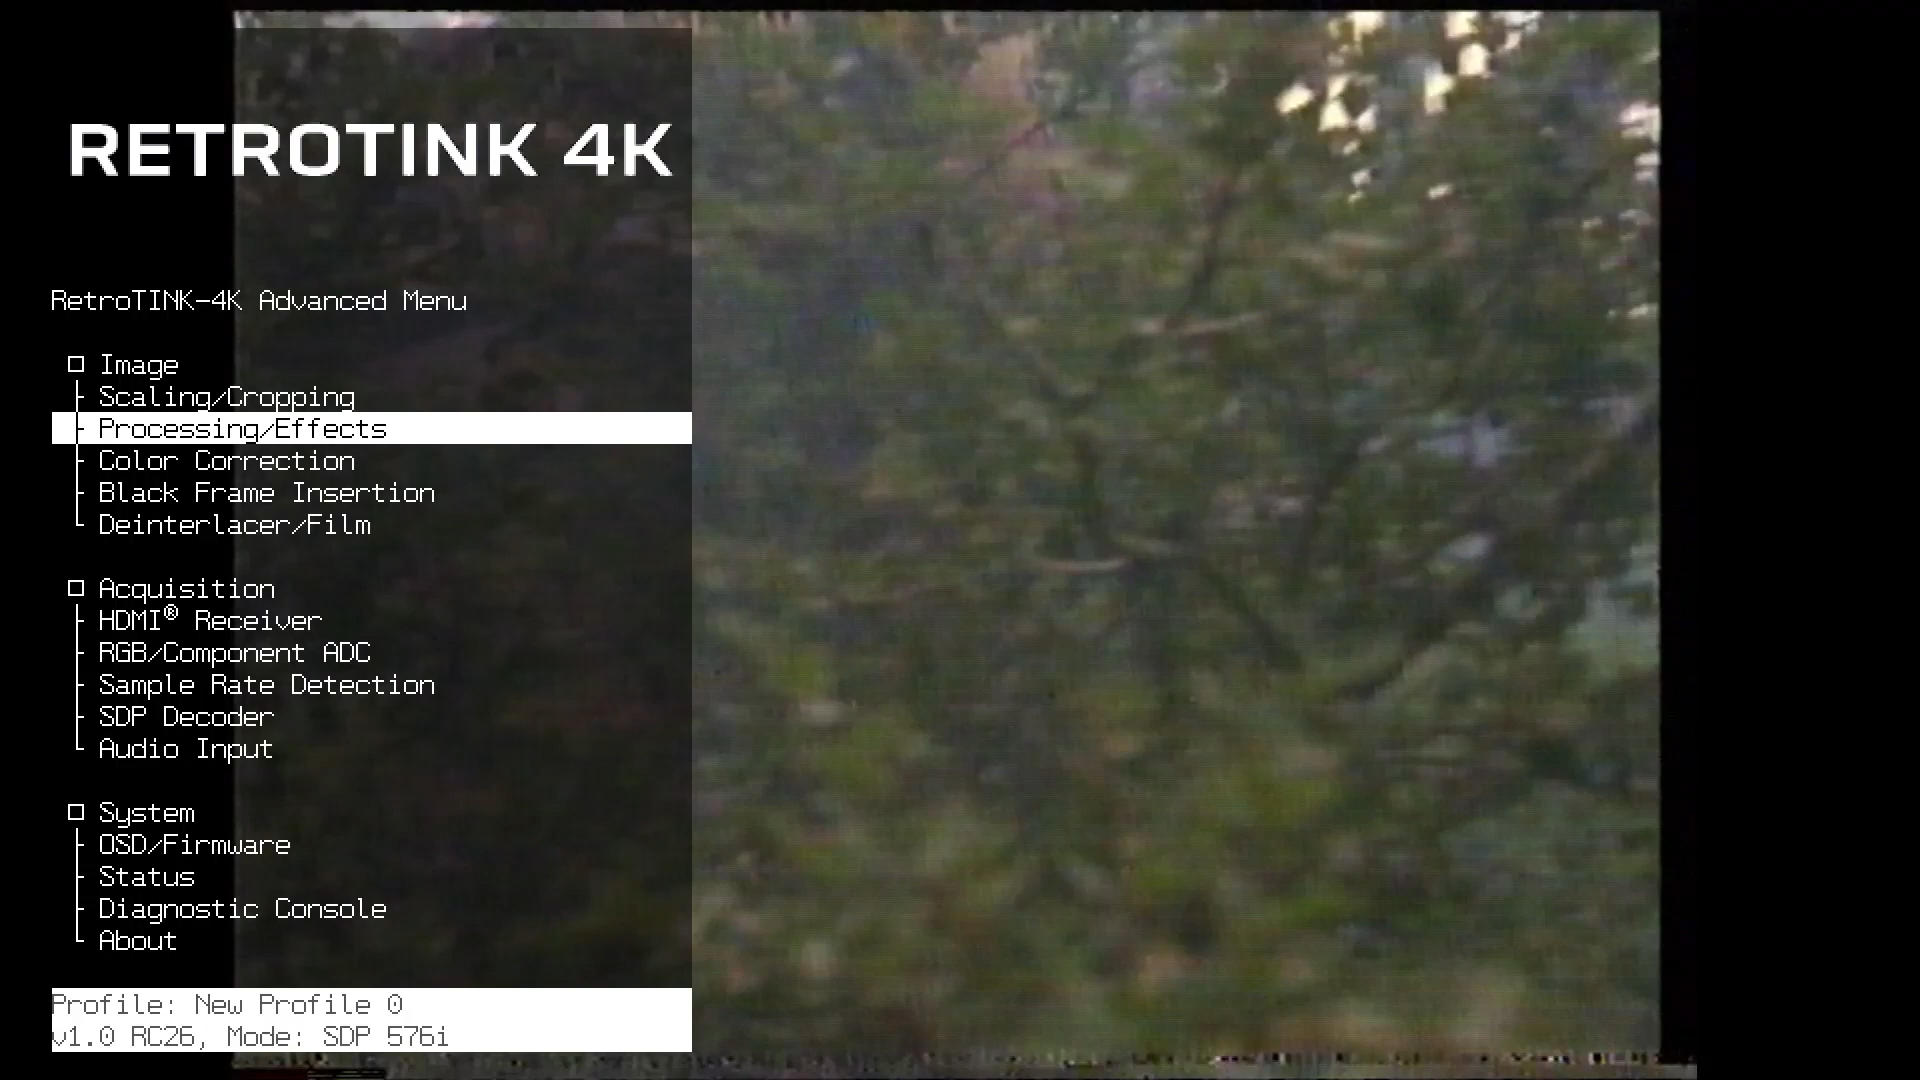 RETROTINK 4K
RetroTINK-4K Advanced Menu
Image
Scaling/Cropping
Processing/Effects
Color Correction
Black Frame Insertion
Deinterlacer/Film
Acquisition
HDMI® Receiver
RGB/Component ADC
Sample Rate Detection
SDP Decoder
Audio Input
System
OSD/Firmware
Status
Diagnostic Console
About
Profile: New Profile 0
v1.0 RC26, Mode: SDP 576i